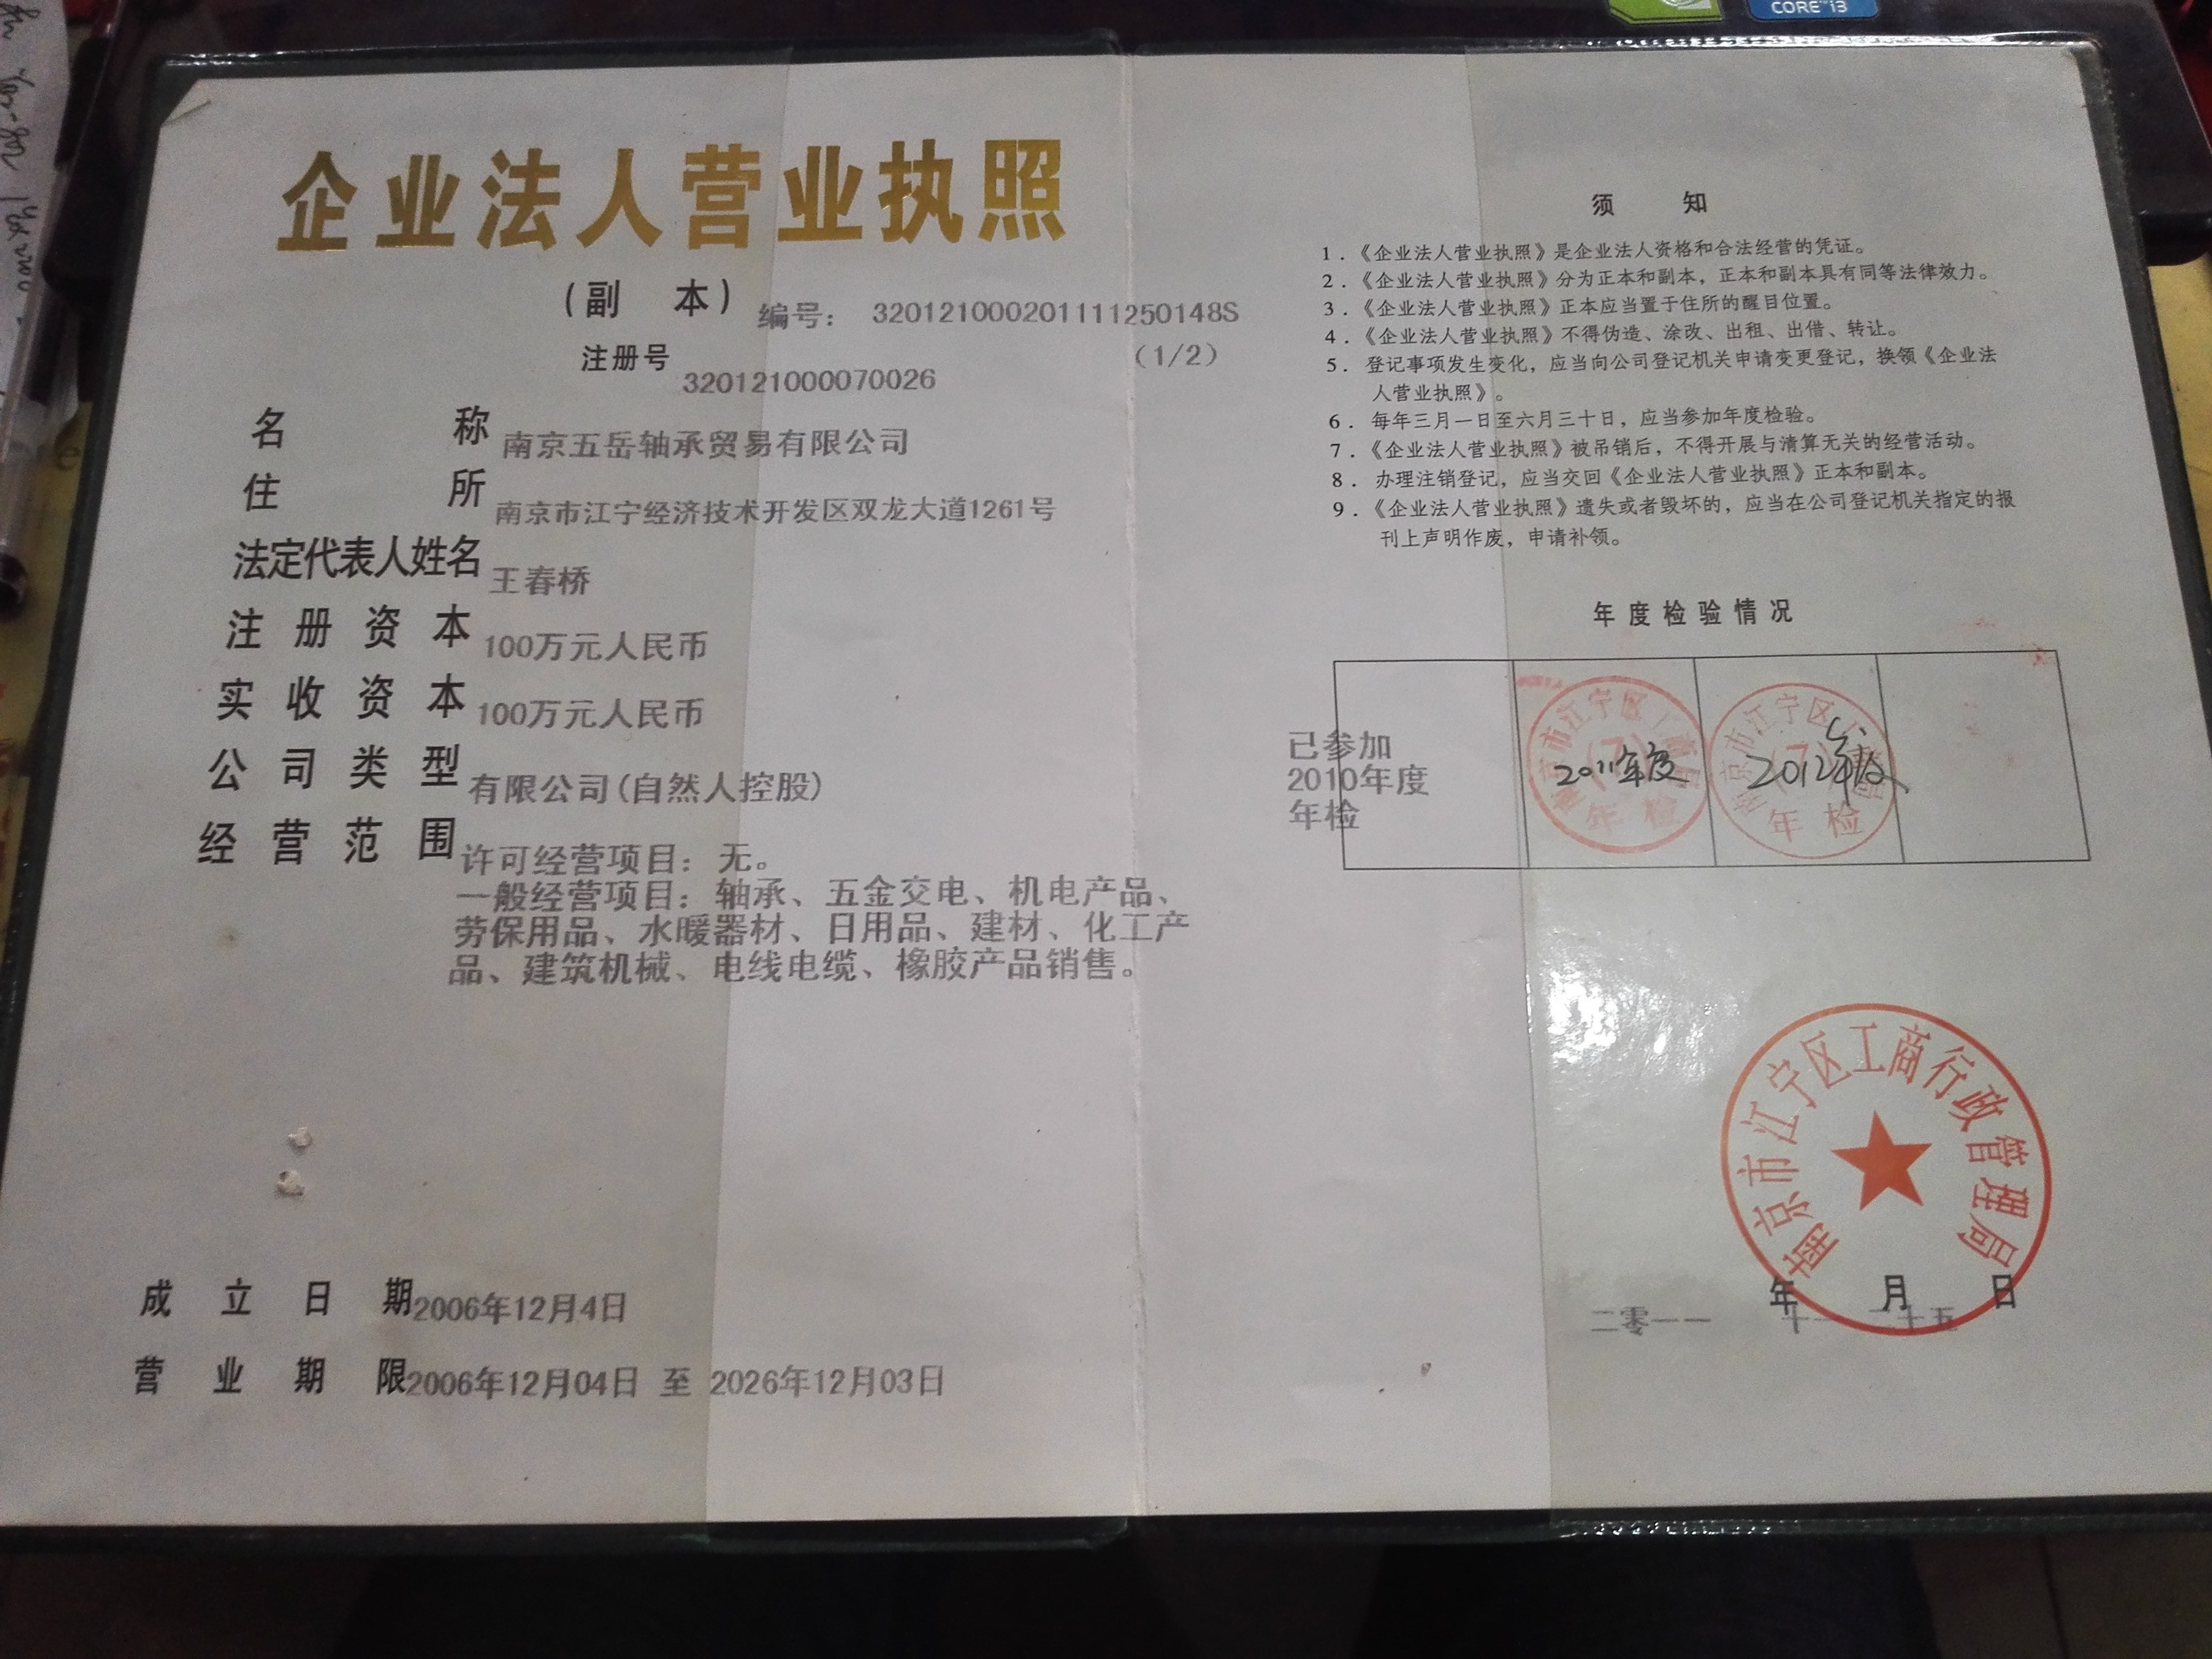 企业法人营业执照
(副 本)
编号: 320121000201111250148S
注册号 320121000070026
(1/2)
名称 南京五岳轴承贸易有限公司
住所 南京市江宁经济技术开发区双龙大道1261号
法定代表人姓名 王春桥
注册资本 100万元人民币
实收资本 100万元人民币
公司类型 有限公司(自然人控股)
经营范围 许可经营项目：无。
一般经营项目：轴承、五金交电、机电产品、
劳保用品、水暖器材、日用品、建材、化工产
品、建筑机械、电线电缆、橡胶产品销售。
成立日期 2006年12月4日
营业期限 2006年12月04日 至 2026年12月03日
须 知
1.《企业法人营业执照》是企业法人资格和合法经营的凭证。
2.《企业法人营业执照》分为正本和副本，正本和副本具有同等法律效力。
3.《企业法人营业执照》正本应当置于住所的醒目位置。
4.《企业法人营业执照》不得伪造、涂改、出租、出借、转让。
5. 登记事项发生变化，应当向公司登记机关申请变更登记，换领《企业法
人营业执照》。
6. 每年三月一日至六月三十日，应当参加年度检验。
7.《企业法人营业执照》被吊销后，不得开展与清算无关的经营活动。
8. 办理注销登记，应当交回《企业法人营业执照》正本和副本。
9.《企业法人营业执照》遗失或者毁坏的，应当在公司登记机关指定的报
刊上声明作废，申请补领。
年度检验情况
已参加
2010年度
年检
2011年度
年检
2012年度
年检
南京市江宁区工商行政管理局
年 月 日
二零一一 十一 二十五
CORE i3